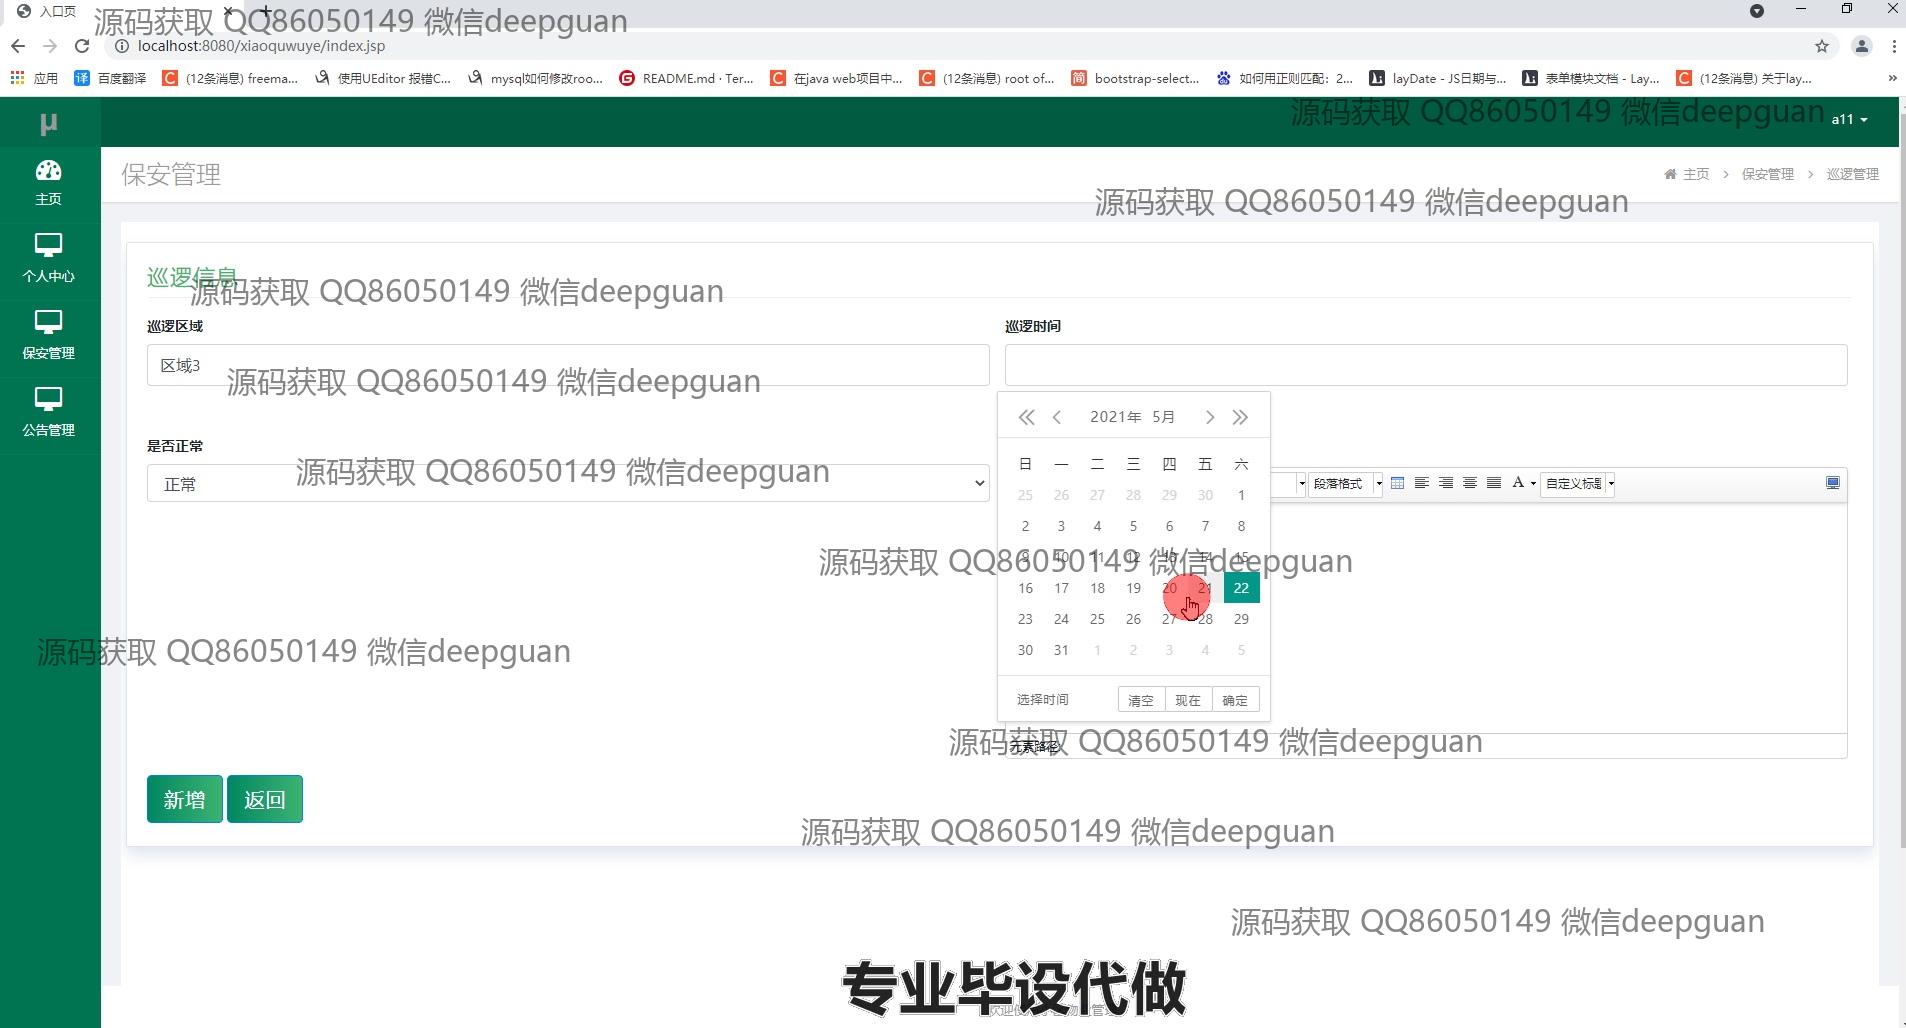 入口页
源码获取 QQ86050149 微信deepguan
localhost:8080/xiaoquwuye/index.jsp
应用 百度翻译 (12条消息) freema... 使用UEditor 报错C... mysql如何修改roo... README.md · Ter... 在java web项目中... (12条消息) root of... bootstrap-select... 如何用正则匹配：2... layDate - JS日期与... 表单模块文档 - Lay... (12条消息) 关于lay... »
μ
源码获取 QQ86050149 微信deepguan
a11
主页
保安管理
主页 > 保安管理 > 巡逻管理
源码获取 QQ86050149 微信deepguan
个人中心
巡逻信息
源码获取 QQ86050149 微信deepguan
保安管理
巡逻区域 巡逻时间
区域3
源码获取 QQ86050149 微信deepguan
公告管理
2021年 5月
是否正常
日 一 二 三 四 五 六
正常
源码获取 QQ86050149 微信deepguan
段落格式 A 自定义标题
25 26 27 28 29 30 1
2 3 4 5 6 7 8
9 10 11 12 13 14 15
源码获取 QQ86050149 微信deepguan
16 17 18 19 20 21 22
23 24 25 26 27 28 29
30 31 1 2 3 4 5
源码获取 QQ86050149 微信deepguan
选择时间 清空 现在 确定
元素路径
源码获取 QQ86050149 微信deepguan
新增 返回
源码获取 QQ86050149 微信deepguan
源码获取 QQ86050149 微信deepguan
专业毕设代做